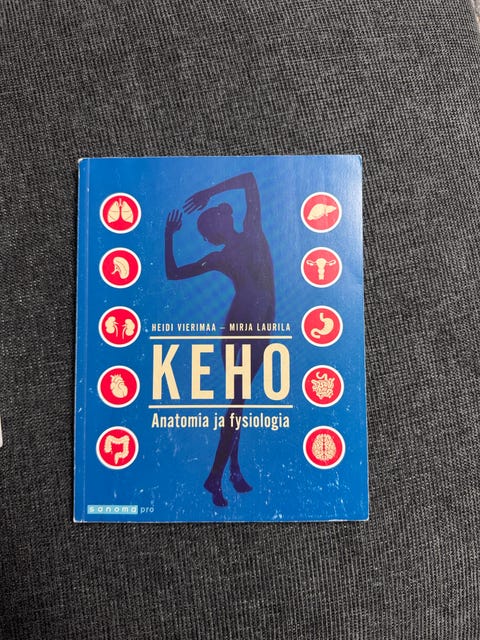 HEIDI VIERIMAA – MIRJA LAURILA
KEHO
Anatomia ja fysiologia
sanoma pro